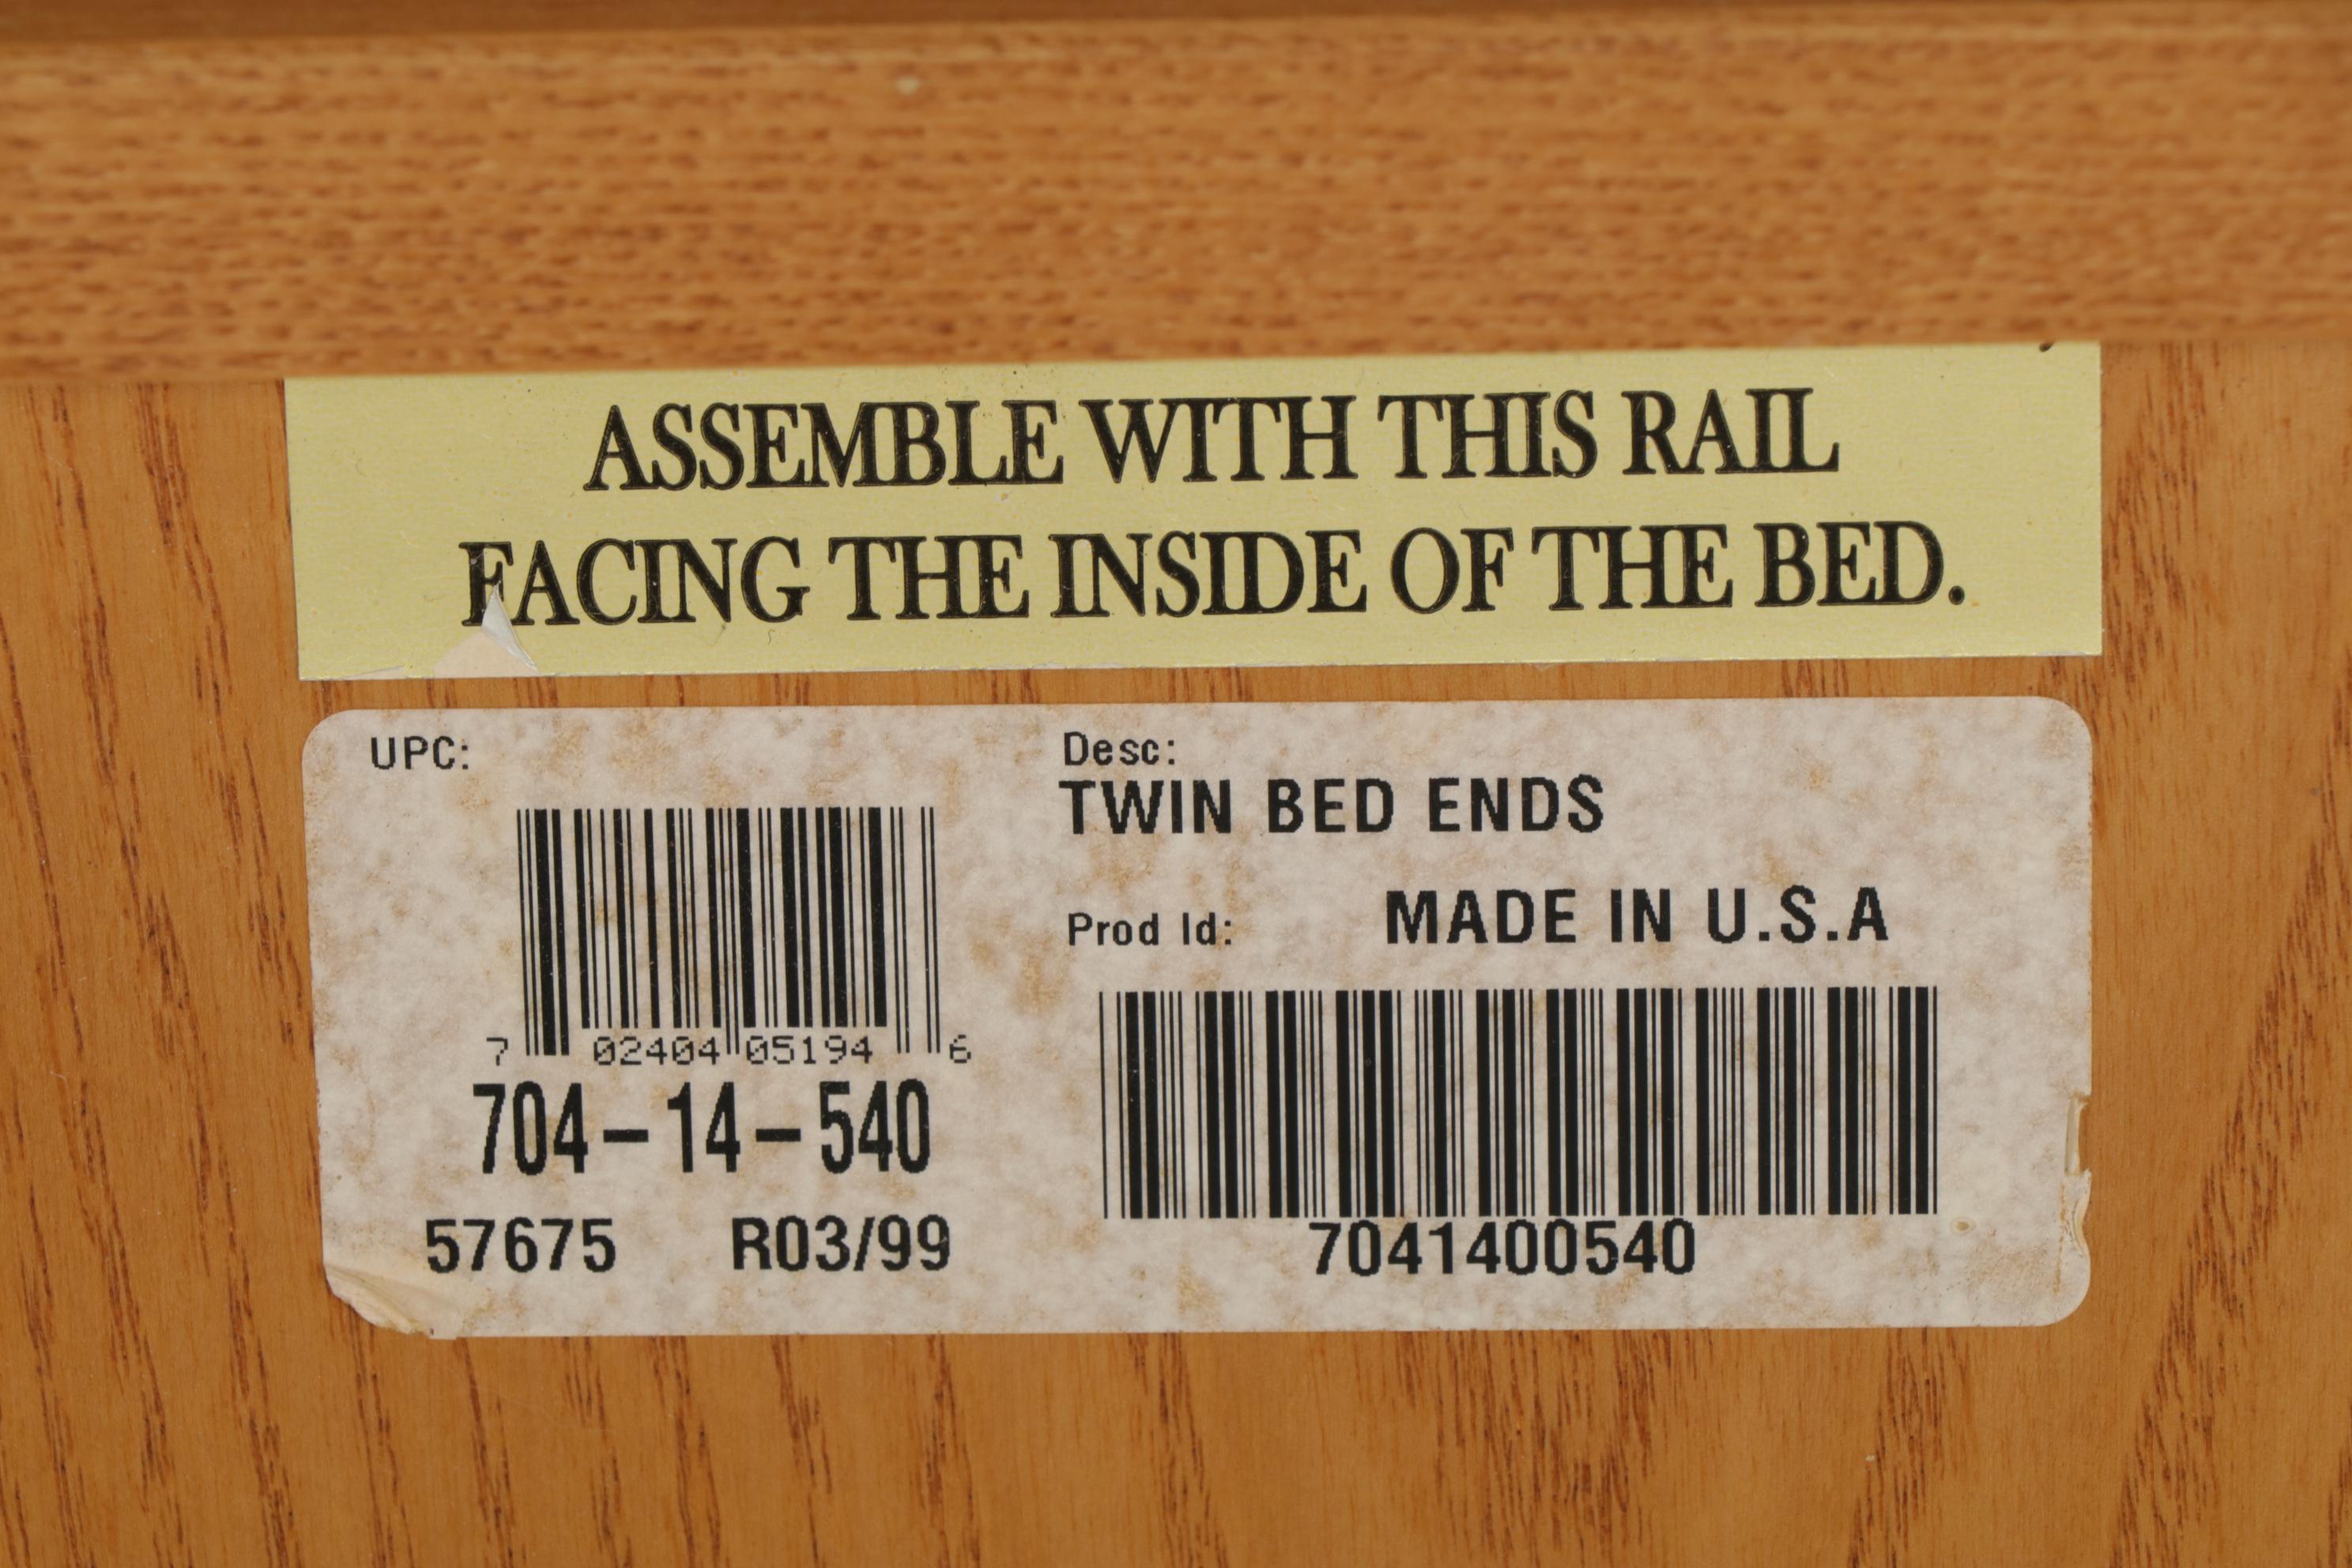 ASSEMBLE WITH THIS RAIL
FACING THE INSIDE OF THE BED.
UPC:
7 02404 05194 6
704-14-540
57675 R03/99
Desc:
TWIN BED ENDS
Prod Id: MADE IN U.S.A
7041400540